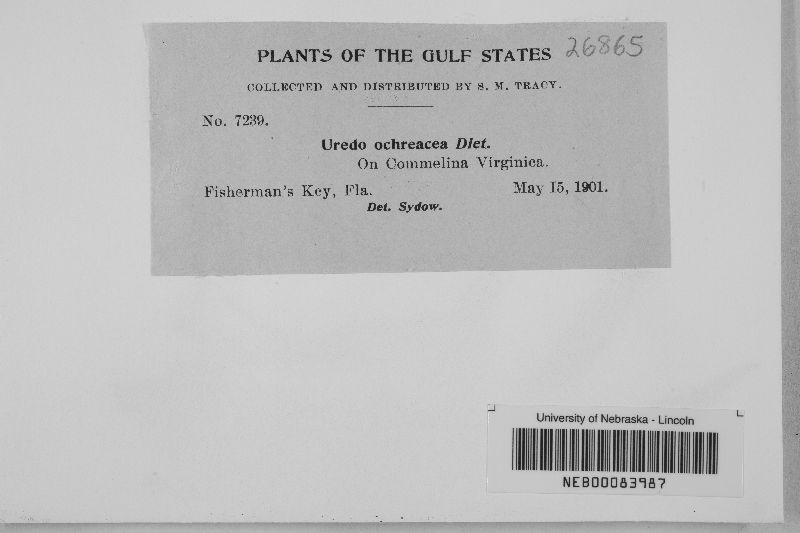 PLANTS OF THE GULF STATES 26865
COLLECTED AND DISTRIBUTED BY S. M. TRACY.
No. 7239.
Uredo ochreacea Diet.
On Commelina Virginica.
Fisherman's Key, Fla. May 15, 1901.
Det. Sydow.
University of Nebraska - Lincoln
NEB00083987